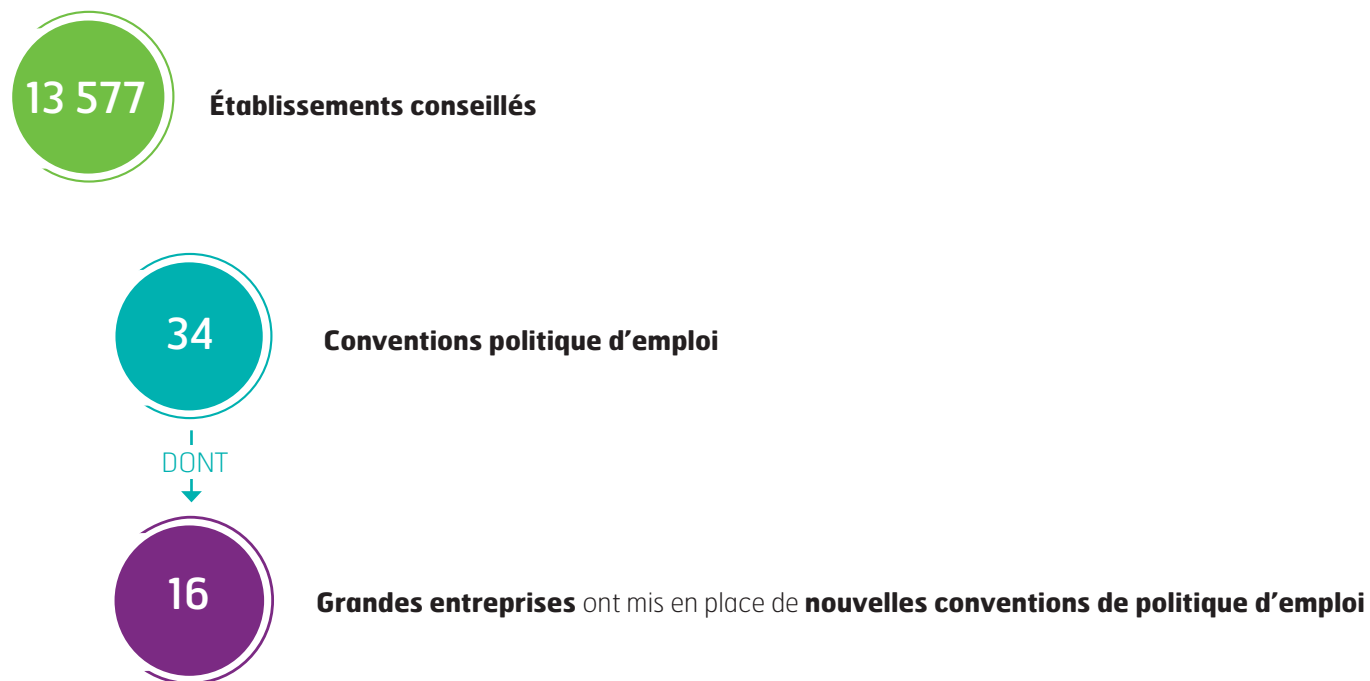 13 577
Établissements conseillés
34
Conventions politique d’emploi
DONT
16
Grandes entreprises ont mis en place de nouvelles conventions de politique d’emploi